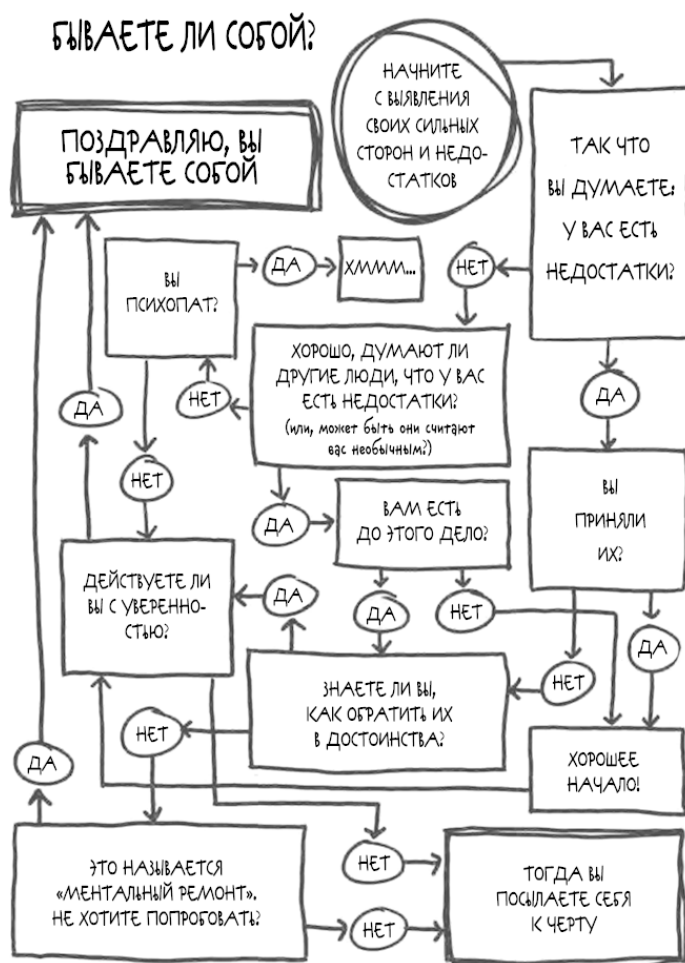 БЫВАЕТЕ ЛИ СОБОЙ?
НАЧНИТЕ
С ВЫЯВЛЕНИЯ
СВОИХ СИЛЬНЫХ
СТОРОН И НЕДО-
СТАТКОВ
ПОЗДРАВЛЯЮ, ВЫ
БЫВАЕТЕ СОБОЙ
ТАК ЧТО
ВЫ ДУМАЕТЕ:
У ВАС ЕСТЬ
НЕДОСТАТКИ?
ВЫ
ПСИХОПАТ?
ДА
ХМММ...
НЕТ
ХОРОШО, ДУМАЮТ ЛИ
ДРУГИЕ ЛЮДИ, ЧТО У ВАС
ЕСТЬ НЕДОСТАТКИ?
(или, может быть они считают
вас необычным?)
НЕТ
ДА
ДА
НЕТ
ДА
ВАМ ЕСТЬ
ДО ЭТОГО ДЕЛО?
ВЫ
ПРИНЯЛИ
ИХ?
ДЕЙСТВУЕТЕ ЛИ
ВЫ С УВЕРЕННО-
СТЬЮ?
ДА
ДА
НЕТ
ДА
НЕТ
ЗНАЕТЕ ЛИ ВЫ,
КАК ОБРАТИТЬ ИХ
В ДОСТОИНСТВА?
НЕТ
ДА
ХОРОШЕЕ
НАЧАЛО!
ЭТО НАЗЫВАЕТСЯ
«МЕНТАЛЬНЫЙ РЕМОНТ».
НЕ ХОТИТЕ ПОПРОБОВАТЬ?
НЕТ
НЕТ
ТОГДА ВЫ
ПОСЫЛАЕТЕ СЕБЯ
К ЧЕРТУ